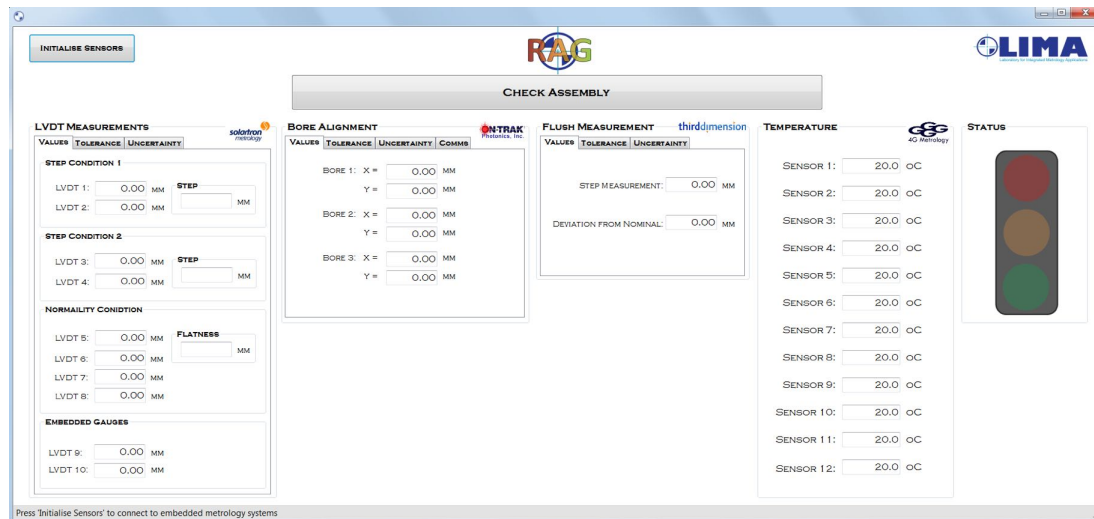 INITIALISE SENSORS
RAG
LIMA
Laboratory for Integrated Metrology Applications
CHECK ASSEMBLY
LVDT MEASUREMENTS
solartron
metrology
VALUES TOLERANCE UNCERTAINTY
STEP CONDITION 1
LVDT 1: 0.00 MM
STEP
MM
LVDT 2: 0.00 MM
STEP CONDITION 2
LVDT 3: 0.00 MM
STEP
MM
LVDT 4: 0.00 MM
NORMAILITY CONIDTION
LVDT 5: 0.00 MM
FLATNESS
MM
LVDT 6: 0.00 MM
LVDT 7: 0.00 MM
LVDT 8: 0.00 MM
EMBEDDED GAUGES
LVDT 9: 0.00 MM
LVDT 10: 0.00 MM
BORE ALIGNMENT
ON-TRAK
Photonics, Inc.
VALUES TOLERANCE UNCERTAINTY COMMS
BORE 1: X = 0.00 MM
Y = 0.00 MM
BORE 2: X = 0.00 MM
Y = 0.00 MM
BORE 3: X = 0.00 MM
Y = 0.00 MM
FLUSH MEASUREMENT
thirddimension
VALUES TOLERANCE UNCERTAINTY
STEP MEASUREMENT: 0.00 MM
DEVIATION FROM NOMINAL: 0.00 MM
TEMPERATURE
4G Metrology
SENSOR 1: 20.0 oC
SENSOR 2: 20.0 oC
SENSOR 3: 20.0 oC
SENSOR 4: 20.0 oC
SENSOR 5: 20.0 oC
SENSOR 6: 20.0 oC
SENSOR 7: 20.0 oC
SENSOR 8: 20.0 oC
SENSOR 9: 20.0 oC
SENSOR 10: 20.0 oC
SENSOR 11: 20.0 oC
SENSOR 12: 20.0 oC
STATUS
Press 'Initialise Sensors' to connect to embedded metrology systems